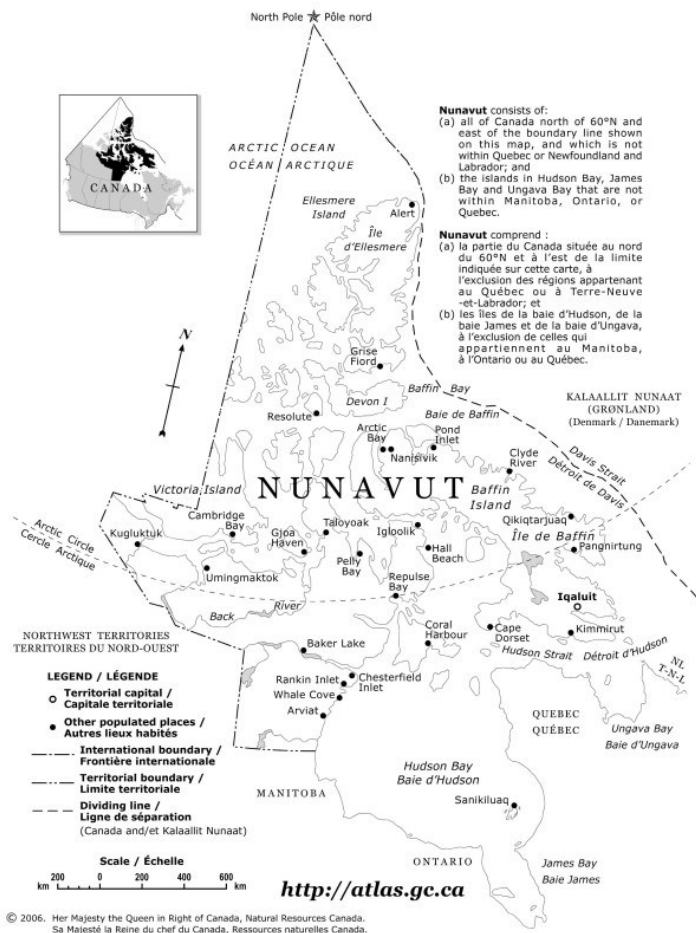 North Pole Pôle nord
CANADA
ARCTIC OCEAN
OCÉAN ARCTIQUE
Nunavut consists of:
(a) all of Canada north of 60°N and
east of the boundary line shown
on this map, and which is not
within Quebec or Newfoundland and
Labrador; and
(b) the islands in Hudson Bay, James
Bay and Ungava Bay that are not
within Manitoba, Ontario, or
Quebec.
Nunavut comprend :
(a) la partie du Canada située au nord
du 60°N et à l'est de la limite
indiquée sur cette carte, à
l'exclusion des régions appartenant
au Québec ou à Terre-Neuve
-et-Labrador; et
(b) les îles de la baie d'Hudson, de la
baie James et de la baie d'Ungava,
à l'exclusion de celles qui
appartiennent au Manitoba,
à l'Ontario ou au Québec.
Ellesmere
Island
Alert
Île
d'Ellesmere
N
Grise
Fiord
Baffin Bay
Devon I
Baie de Baffin
KALAALLIT NUNAAT
(GRØNLAND)
(Denmark / Danemark)
Resolute
Arctic
Bay
Pond
Inlet
Nanisivik
Clyde
River
Davis Strait
Détroit de Davis
Victoria Island
NUNAVUT
Baffin
Island
Cambridge
Bay
Taloyoak
Igloolik
Qikiqtarjuaq
Île de Baffin
Arctic Circle
Cercle Arctique
Kugluktuk
Gjoa
Haven
Hall
Beach
Pangnirtung
Pelly
Bay
Umingmaktok
Repulse
Bay
Iqaluit
Back River
Coral
Harbour
Cape
Dorset
Kimmirut
NORTHWEST TERRITORIES
TERRITOIRES DU NORD-OUEST
Baker Lake
Hudson Strait Détroit d'Hudson
NL
T-N-L
LEGEND / LÉGENDE
Territorial capital /
Capitale territoriale
Other populated places /
Autres lieux habités
International boundary /
Frontière internationale
Territorial boundary /
Limite territoriale
Dividing line /
Ligne de séparation
(Canada and/et Kalaallit Nunaat)
Rankin Inlet
Chesterfield
Inlet
Whale Cove
Arviat
QUEBEC
QUÉBEC
Ungava Bay
Baie d'Ungava
Hudson Bay
Baie d'Hudson
MANITOBA
Sanikiluaq
Scale / Échelle
200 0 200 400 600
km km
ONTARIO
James Bay
Baie James
http://atlas.gc.ca
© 2006. Her Majesty the Queen in Right of Canada, Natural Resources Canada.
Sa Majesté la Reine du chef du Canada, Ressources naturelles Canada.